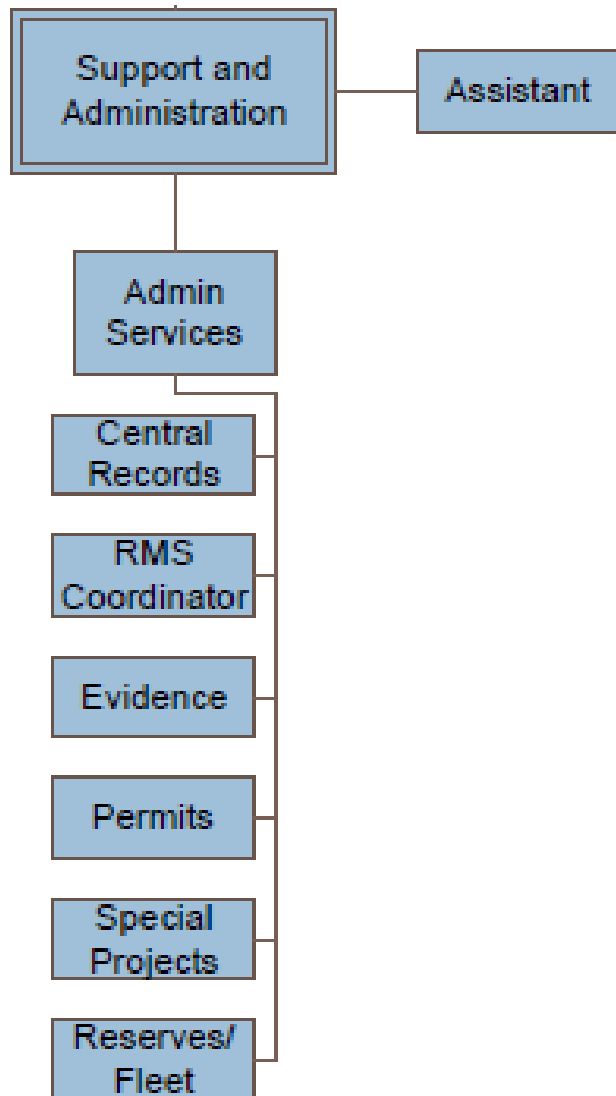 Support and
Administration
Assistant
Admin
Services
Central
Records
RMS
Coordinator
Evidence
Permits
Special
Projects
Reserves/
Fleet